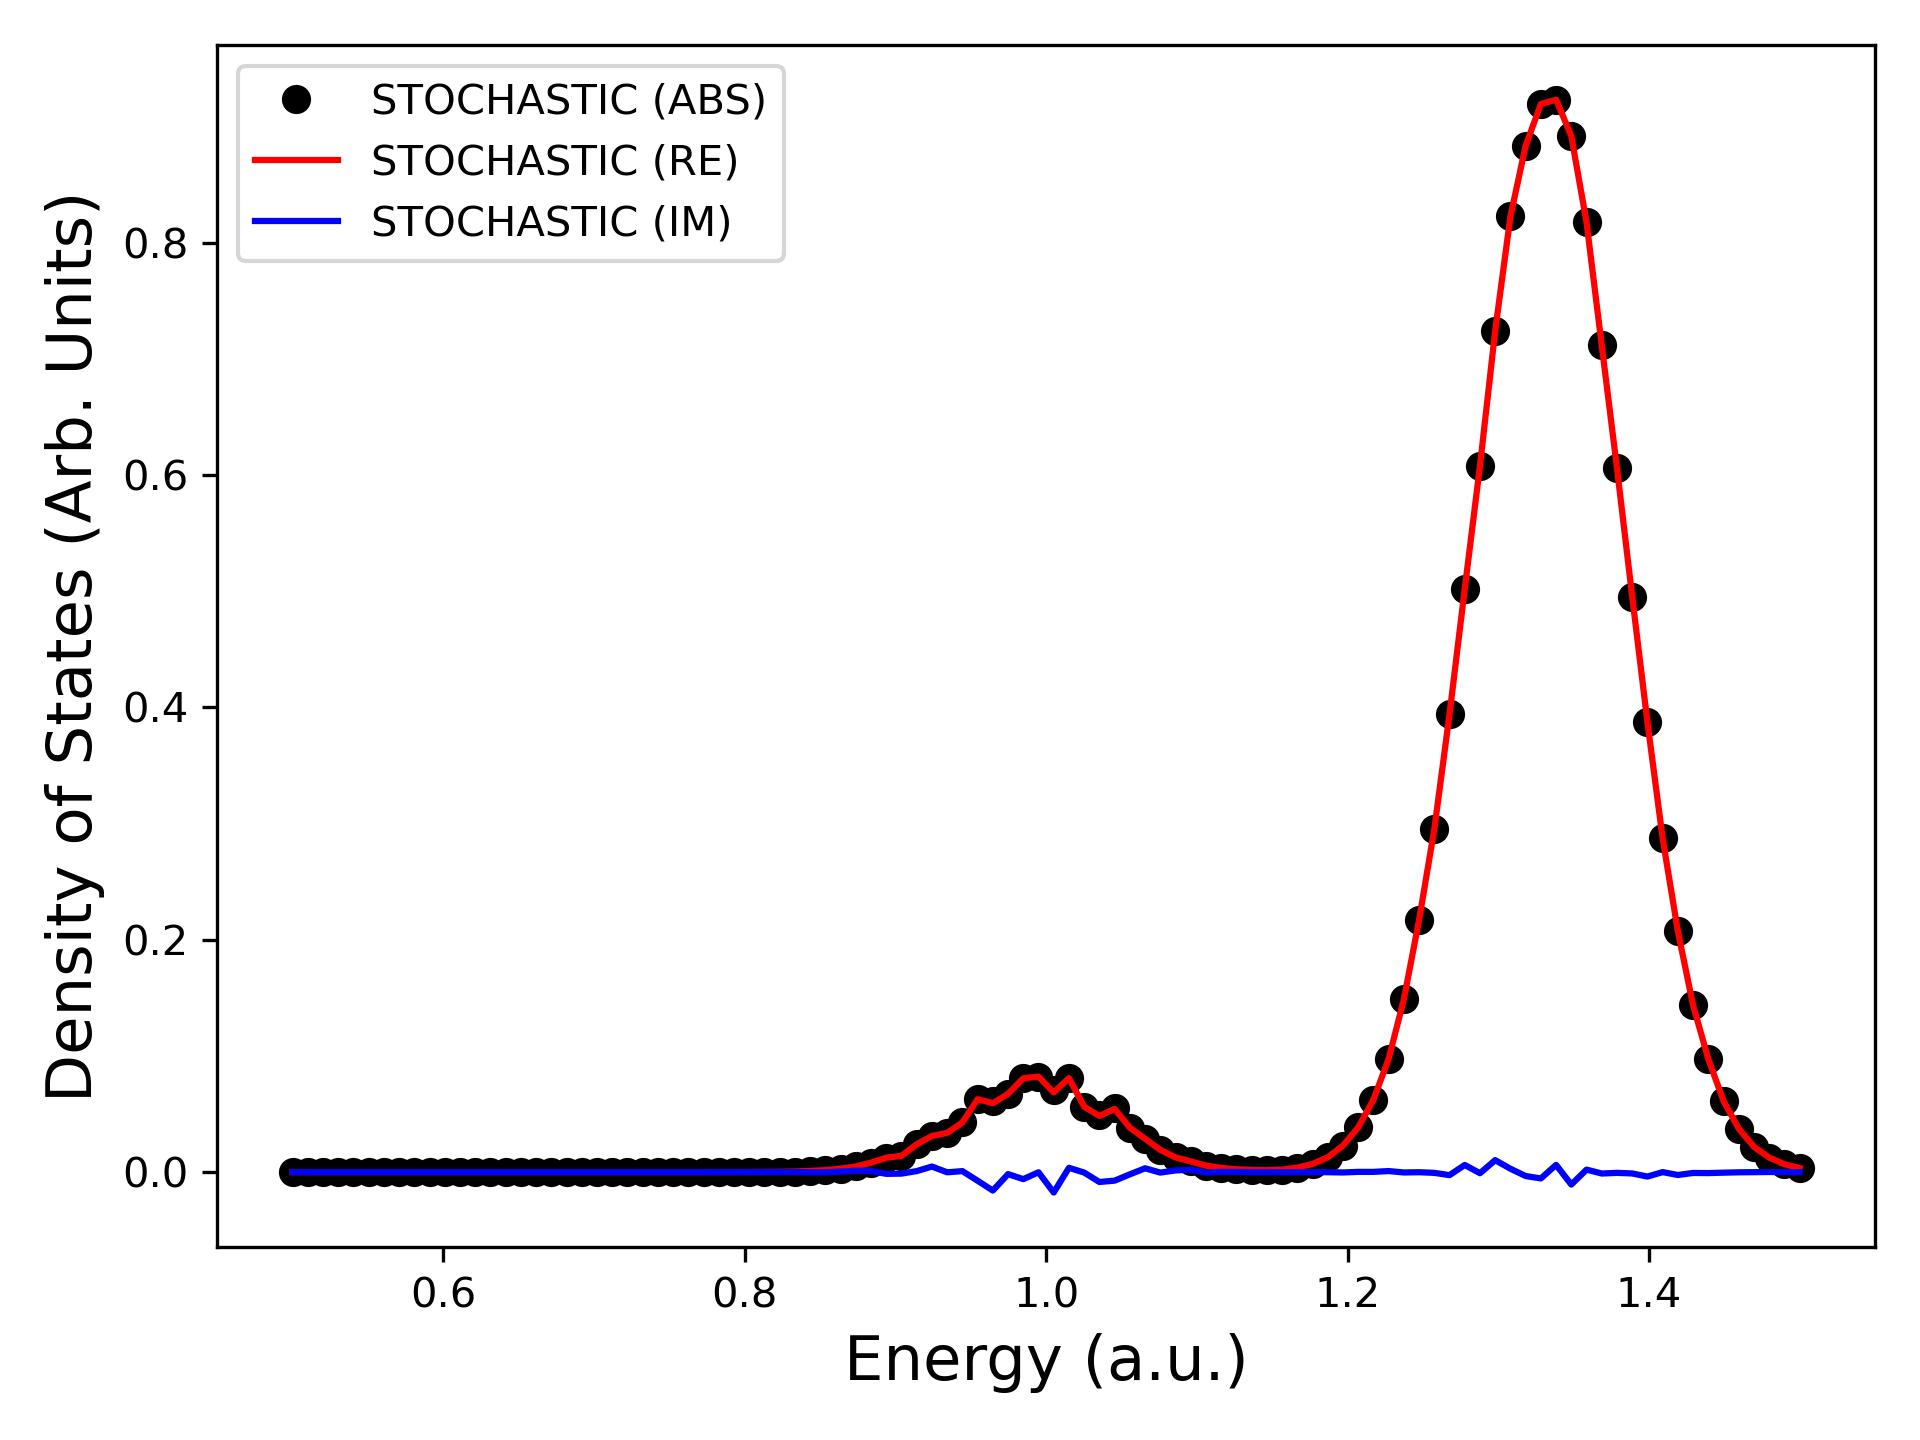 STOCHASTIC (ABS)
STOCHASTIC (RE)
STOCHASTIC (IM)
Density of States (Arb. Units)
0.8
0.6
0.4
0.2
0.0
0.6 0.8 1.0 1.2 1.4
Energy (a.u.)